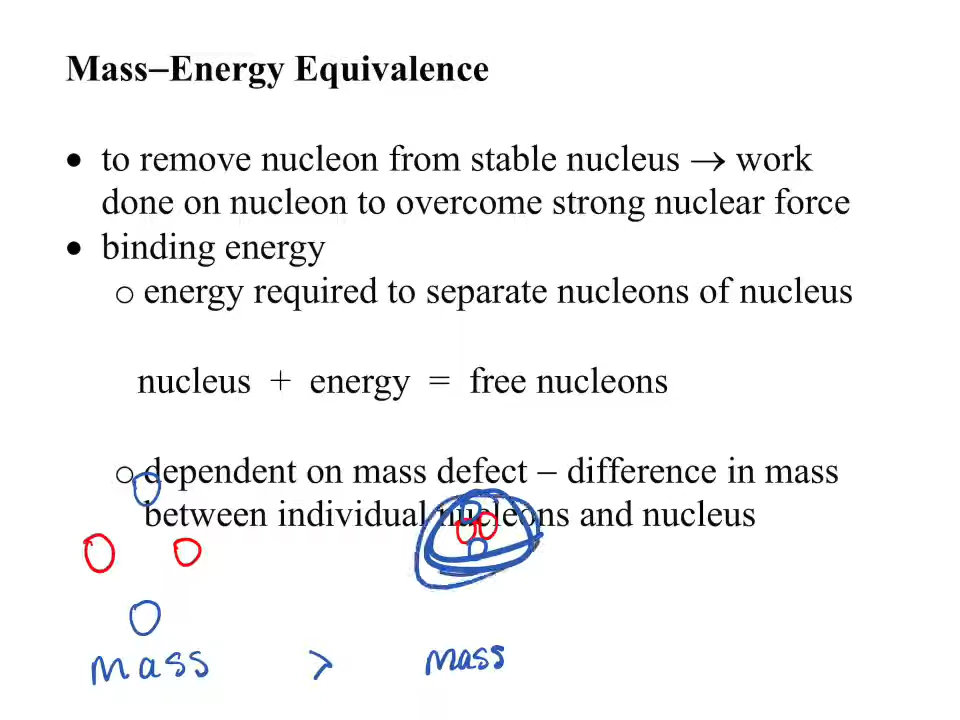 Mass–Energy Equivalence
• to remove nucleon from stable nucleus → work
done on nucleon to overcome strong nuclear force
• binding energy
o energy required to separate nucleons of nucleus
nucleus + energy = free nucleons
o dependent on mass defect – difference in mass
between individual nucleons and nucleus
mass > mass